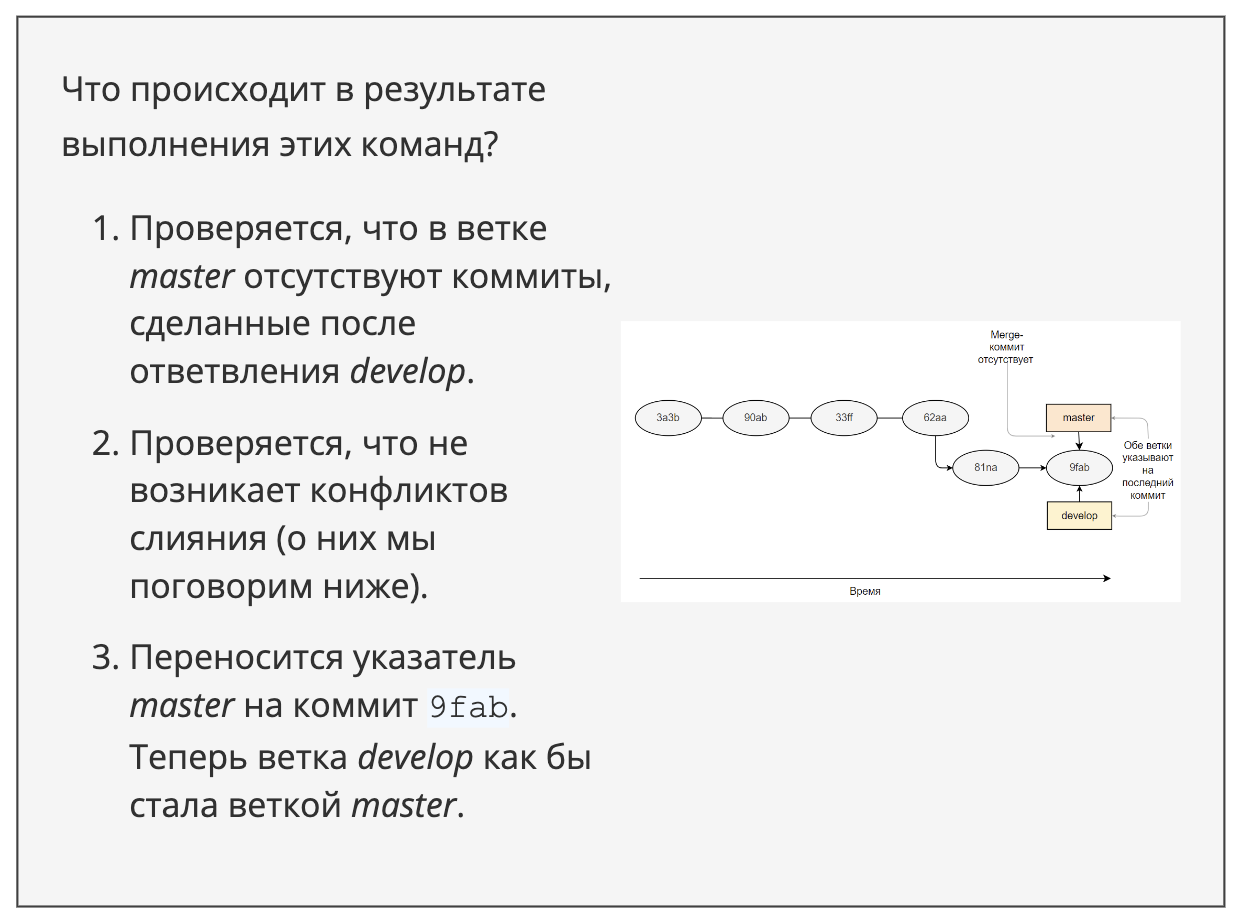 Что происходит в результате
выполнения этих команд?
1. Проверяется, что в ветке
master отсутствуют коммиты,
сделанные после
ответвления develop.
2. Проверяется, что не
возникает конфликтов
слияния (о них мы
поговорим ниже).
3. Переносится указатель
master на коммит 9fab.
Теперь ветка develop как бы
стала веткой master.
Merge-
коммит
отсутствует
3a3b
90ab
33ff
62aa
master
81na
9fab
Обе ветки
указывают
на
последний
коммит
develop
Время